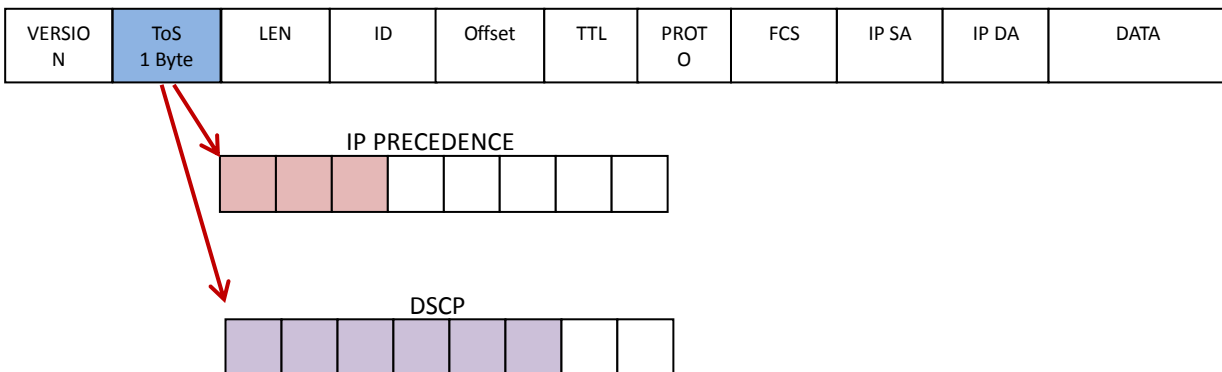 VERSIO
N
ToS
1 Byte
LEN
ID
Offset
TTL
PROT
O
FCS
IP SA
IP DA
DATA
IP PRECEDENCE
DSCP